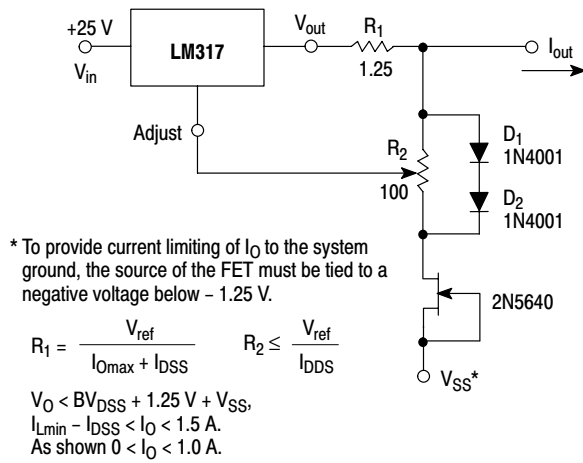 +25 V
V_in
LM317
V_out
R_1
1.25
I_out
Adjust
R_2
100
D_1
1N4001
D_2
1N4001
2N5640
V_SS*
* To provide current limiting of I_O to the system
ground, the source of the FET must be tied to a
negative voltage below – 1.25 V.
R_1 = V_ref / I_Omax + I_DSS
R_2 ≤ V_ref / I_DDS
V_O < BV_DSS + 1.25 V + V_SS,
I_Lmin – I_DSS < I_O < 1.5 A.
As shown 0 < I_O < 1.0 A.